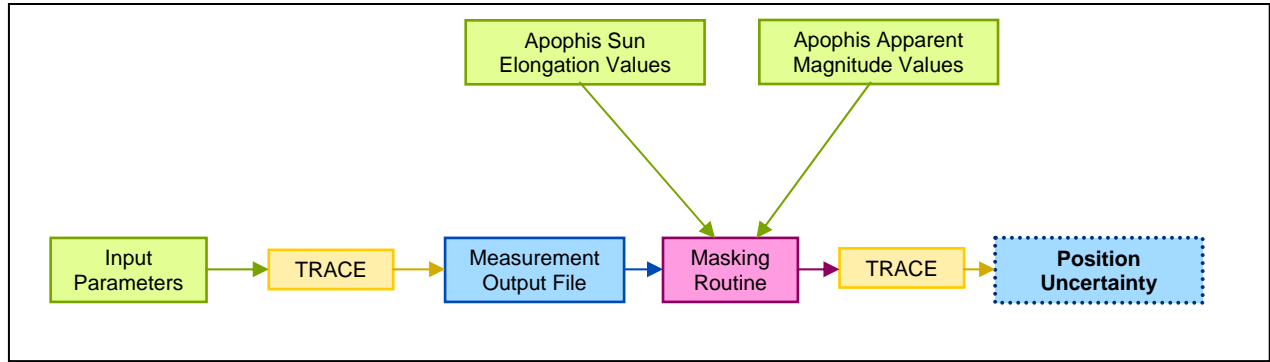 Apophis Sun
Elongation Values
Apophis Apparent
Magnitude Values
Input
Parameters
TRACE
Measurement
Output File
Masking
Routine
TRACE
Position
Uncertainty